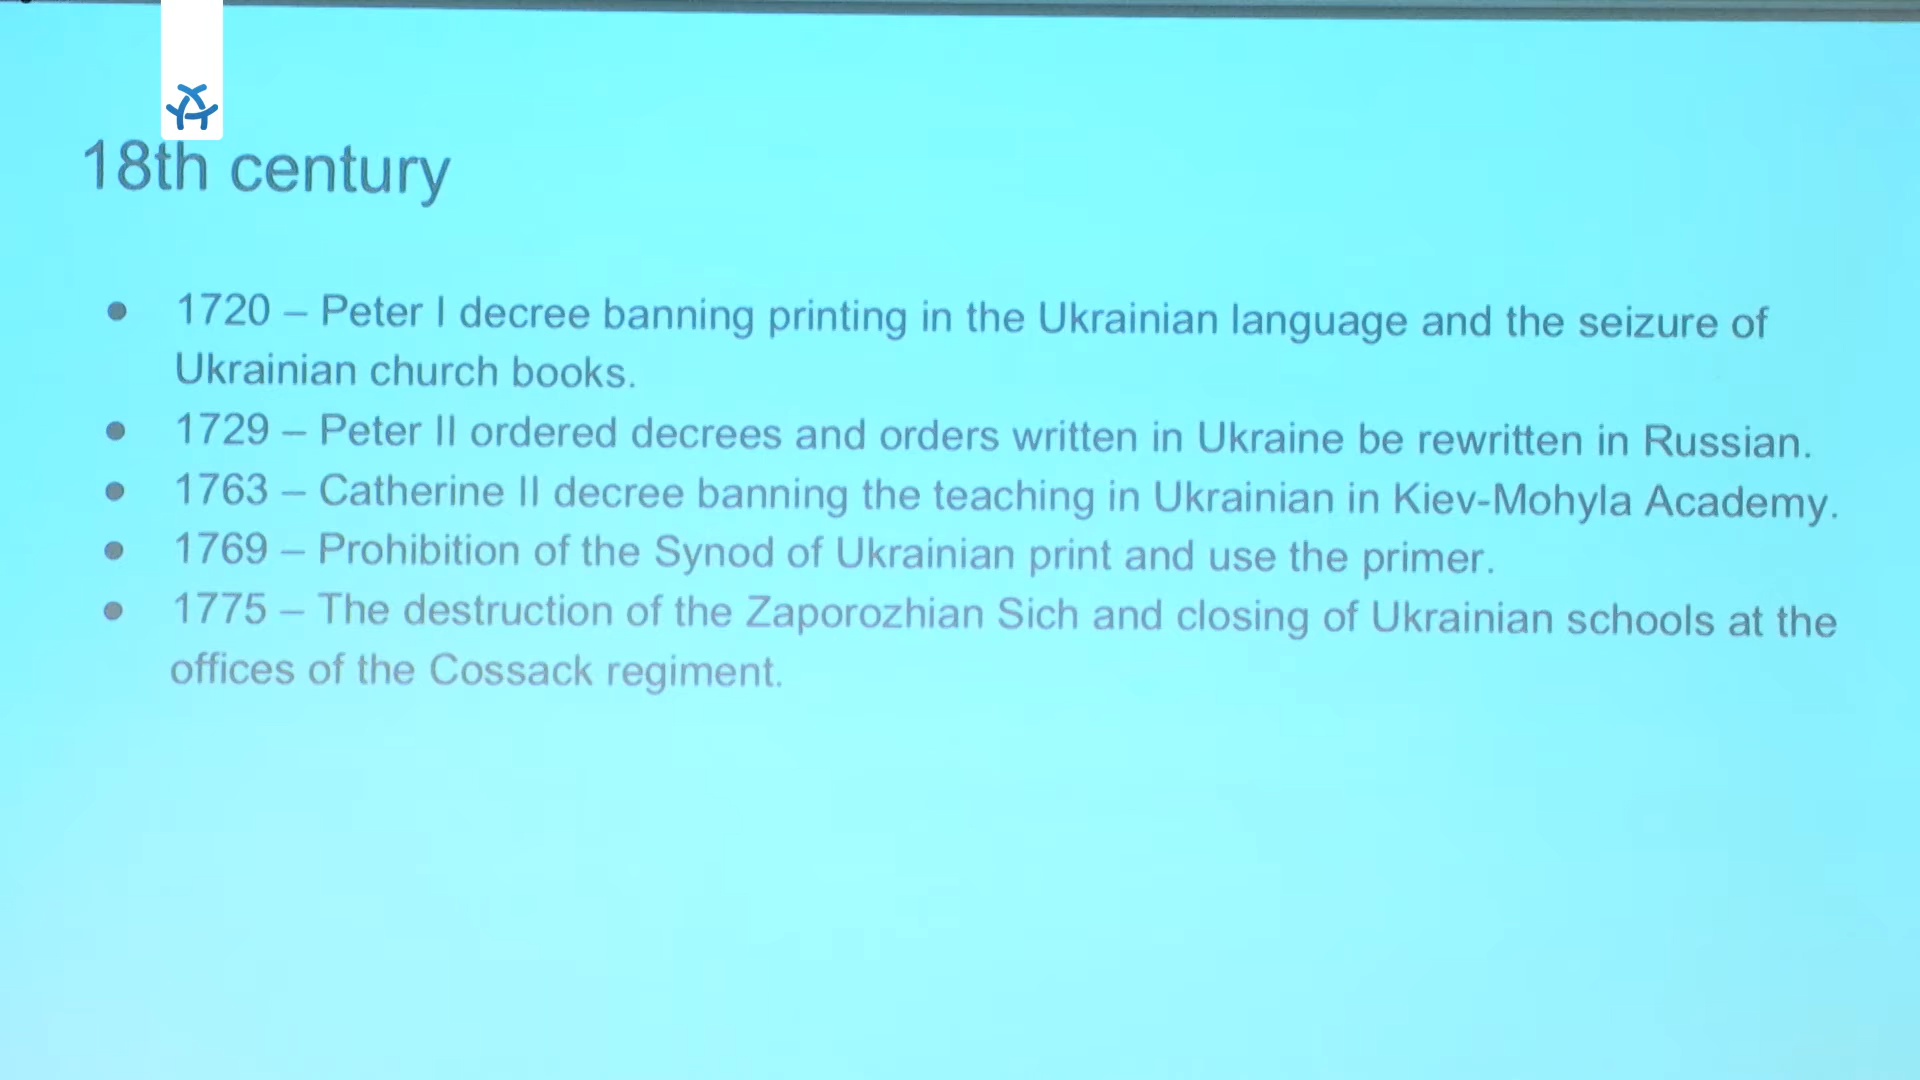 18th century
● 1720 – Peter I decree banning printing in the Ukrainian language and the seizure of
Ukrainian church books.
● 1729 – Peter II ordered decrees and orders written in Ukraine be rewritten in Russian.
● 1763 – Catherine II decree banning the teaching in Ukrainian in Kiev-Mohyla Academy.
● 1769 – Prohibition of the Synod of Ukrainian print and use the primer.
● 1775 – The destruction of the Zaporozhian Sich and closing of Ukrainian schools at the
offices of the Cossack regiment.